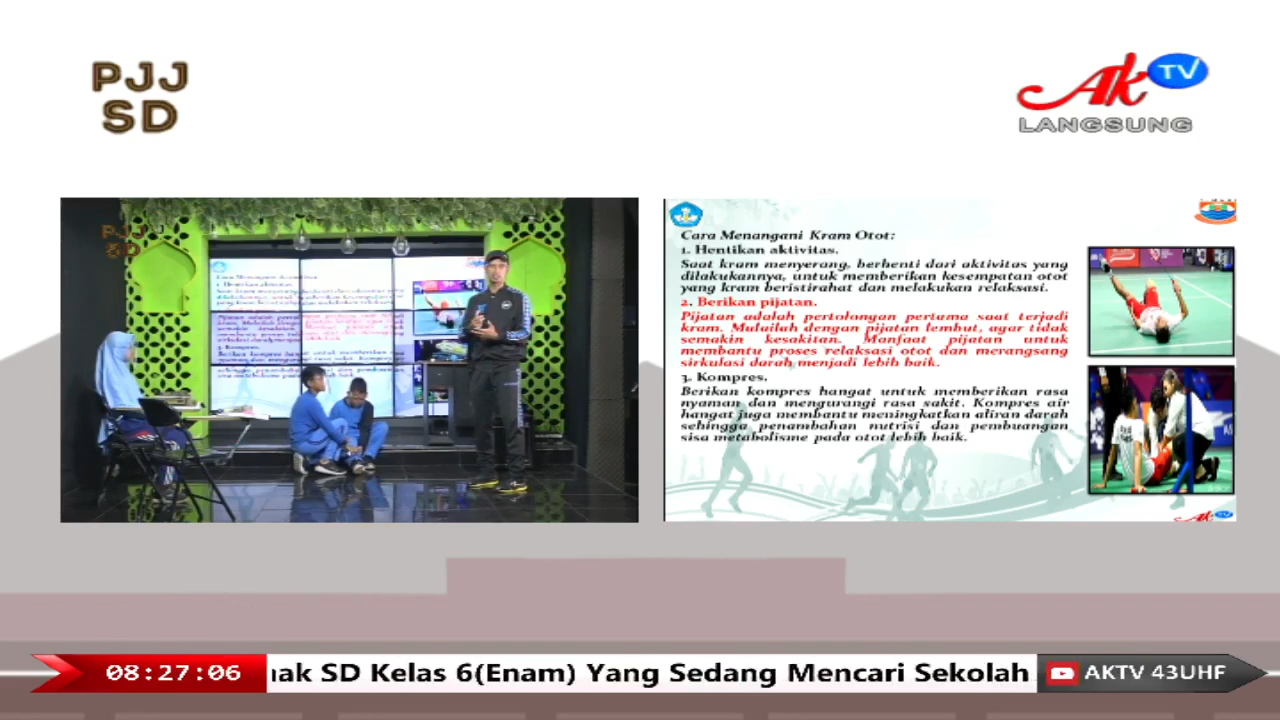 PJJ
SD
Ak TV
LANGSUNG
PJJ
SD
Cara Menangani Kram Otot:
1. Hentikan aktivitas.
Saat kram menyerang, berhenti dari aktivitas yang
dilakukannya, untuk memberikan kesempatan otot
yang kram beristirahat dan melakukan relaksasi.
2. Berikan pijatan.
Pijatan adalah pertolongan pertama saat terjadi
kram. Mulailah dengan pijatan lembut, agar tidak
semakin kesakitan. Manfaat pijatan untuk
membantu proses relaksasi otot dan merangsang
sirkulasi darah menjadi lebih baik.
3. Kompres.
Berikan kompres hangat untuk memberikan rasa
nyaman dan mengurangi rasa sakit. Kompres air
hangat juga membantu meningkatkan aliran darah
sehingga penambahan nutrisi dan pembuangan
sisa metabolisme pada otot lebih baik.
Ak TV
08:27:06
nak SD Kelas 6(Enam) Yang Sedang Mencari Sekolah
AKTV 43UHF